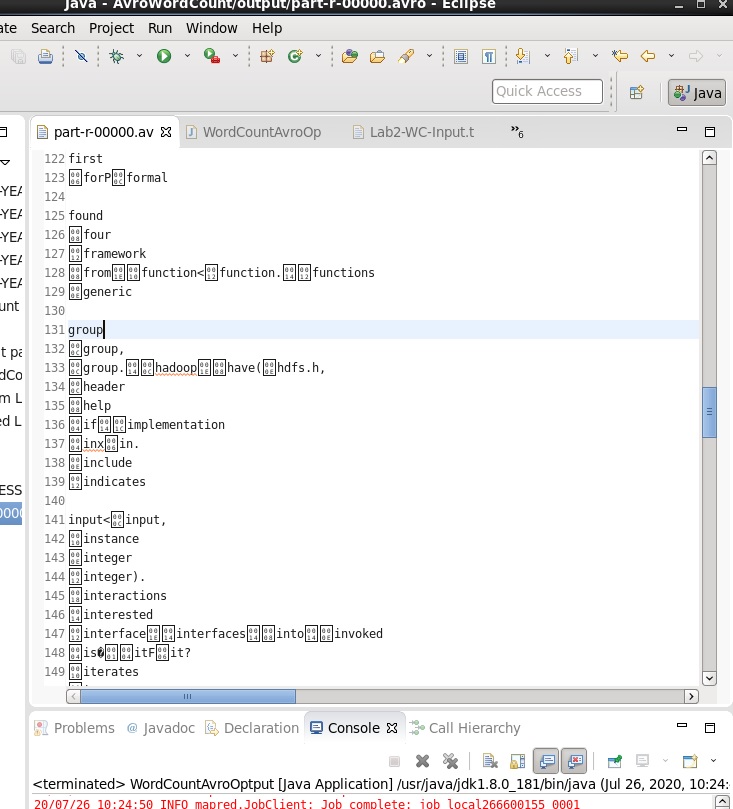 Java - AvroWordCount/output/part-r-00000.avro - Eclipse
ate Search Project Run Window Help
Quick Access
Java
part-r-00000.av
WordCountAvroOp
Lab2-WC-Input.t
»6
-YEA
-YEA
-YEA
-YEA
unt
t pa
dCo
m L
ed L
ESS
000
122 first
123 forP formal
124
125 found
126 four
127 framework
128 from function< function. functions
129 generic
130
131 group
132 group,
133 group. hadoop have( hdfs.h,
134 header
135 help
136 if implementation
137 inx in.
138 include
139 indicates
140
141 input< input,
142 instance
143 integer
144 integer).
145 interactions
146 interested
147 interface interfaces into invoked
148 is� itF it?
149 iterates
Problems @ Javadoc Declaration Console Call Hierarchy
<terminated> WordCountAvroOptput [Java Application] /usr/java/jdk1.8.0_181/bin/java (Jul 26, 2020, 10:24:
20/07/26 10:24:50 INFO mapred.JobClient: Job complete: job_local266600155_0001